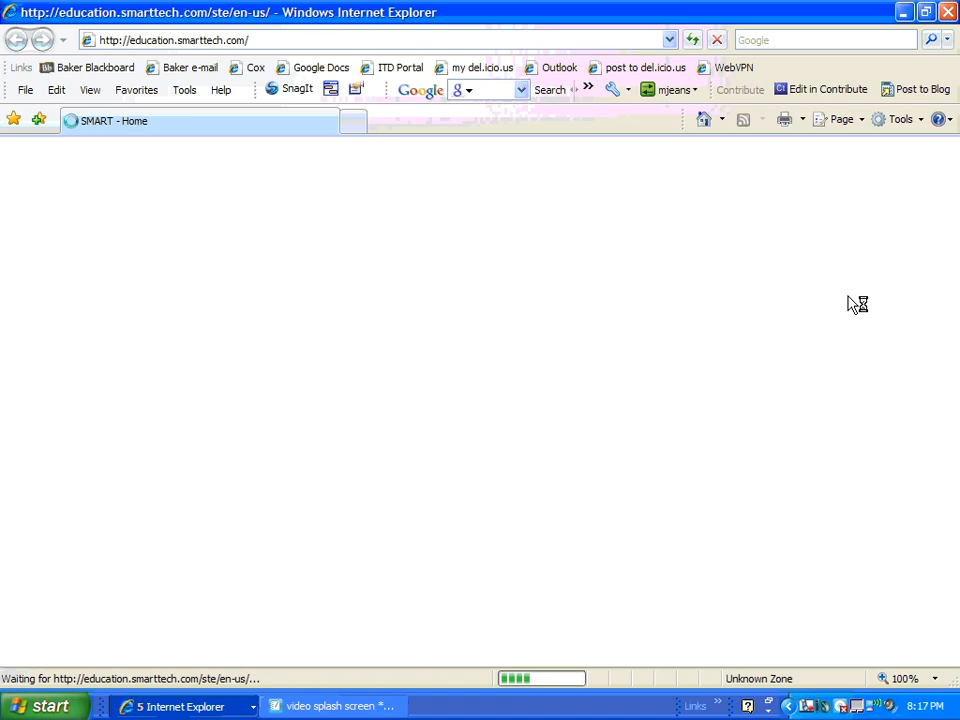 http://education.smarttech.com/ste/en-us/ - Windows Internet Explorer
http://education.smarttech.com/
Google
Links Baker Blackboard Baker e-mail Cox Google Docs ITD Portal my del.icio.us Outlook post to del.icio.us WebVPN
File Edit View Favorites Tools Help SnagIt Google Search » mjeans Contribute Edit in Contribute Post to Blog
SMART - Home
Page Tools
Waiting for http://education.smarttech.com/ste/en-us/...
Unknown Zone
100%
start 5 Internet Explorer video splash screen *... Links » 8:17 PM